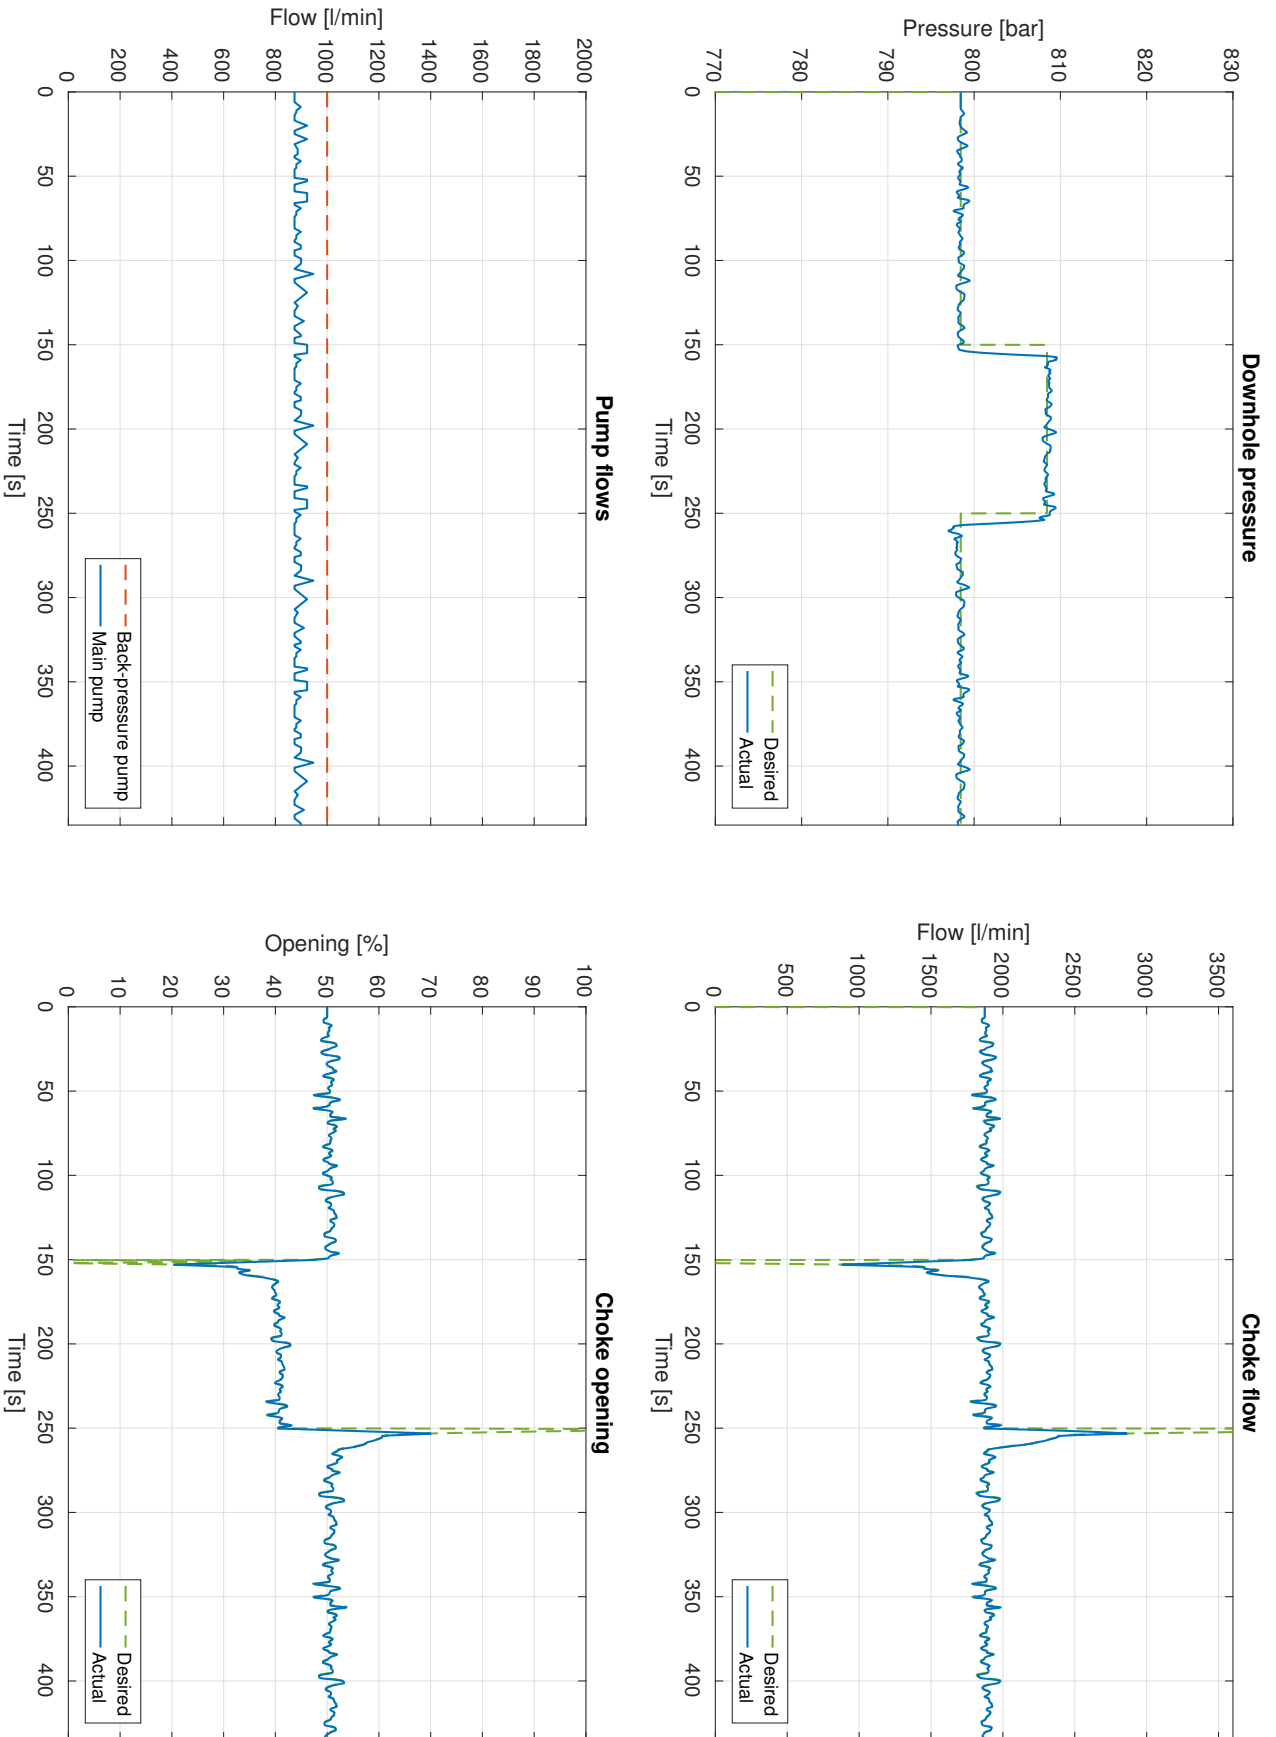 Downhole pressure
Pressure [bar]
830
820
810
800
790
780
770
0 50 100 150 200 250 300 350 400
Time [s]
Desired
Actual
Choke flow
Flow [l/min]
3500
3000
2500
2000
1500
1000
500
0
0 50 100 150 200 250 300 350 400
Time [s]
Desired
Actual
Pump flows
Flow [l/min]
2000
1800
1600
1400
1200
1000
800
600
400
200
0
0 50 100 150 200 250 300 350 400
Time [s]
Back-pressure pump
Main pump
Choke opening
Opening [%]
100
90
80
70
60
50
40
30
20
10
0
0 50 100 150 200 250 300 350 400
Time [s]
Desired
Actual